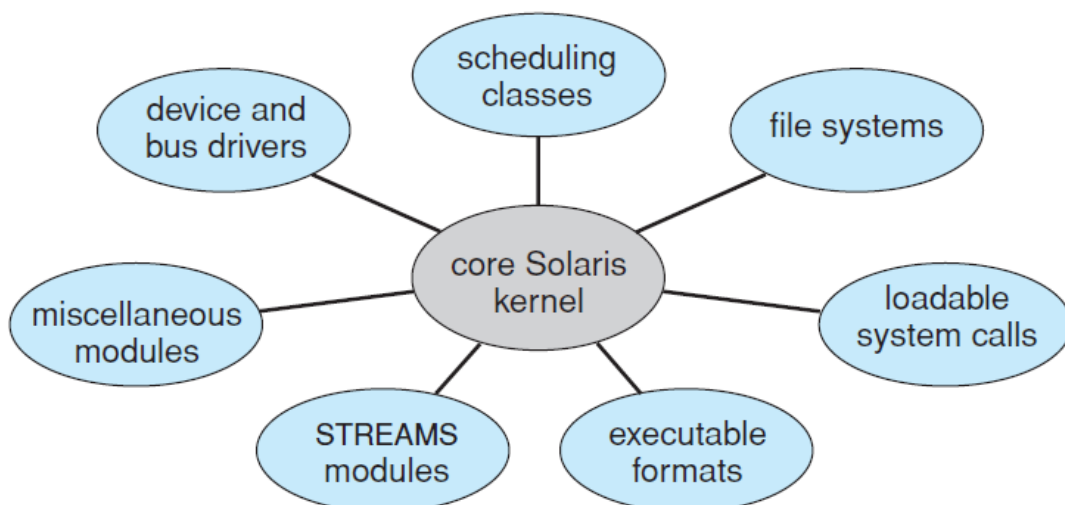 scheduling
classes
device and
bus drivers
file systems
core Solaris
kernel
miscellaneous
modules
loadable
system calls
STREAMS
modules
executable
formats